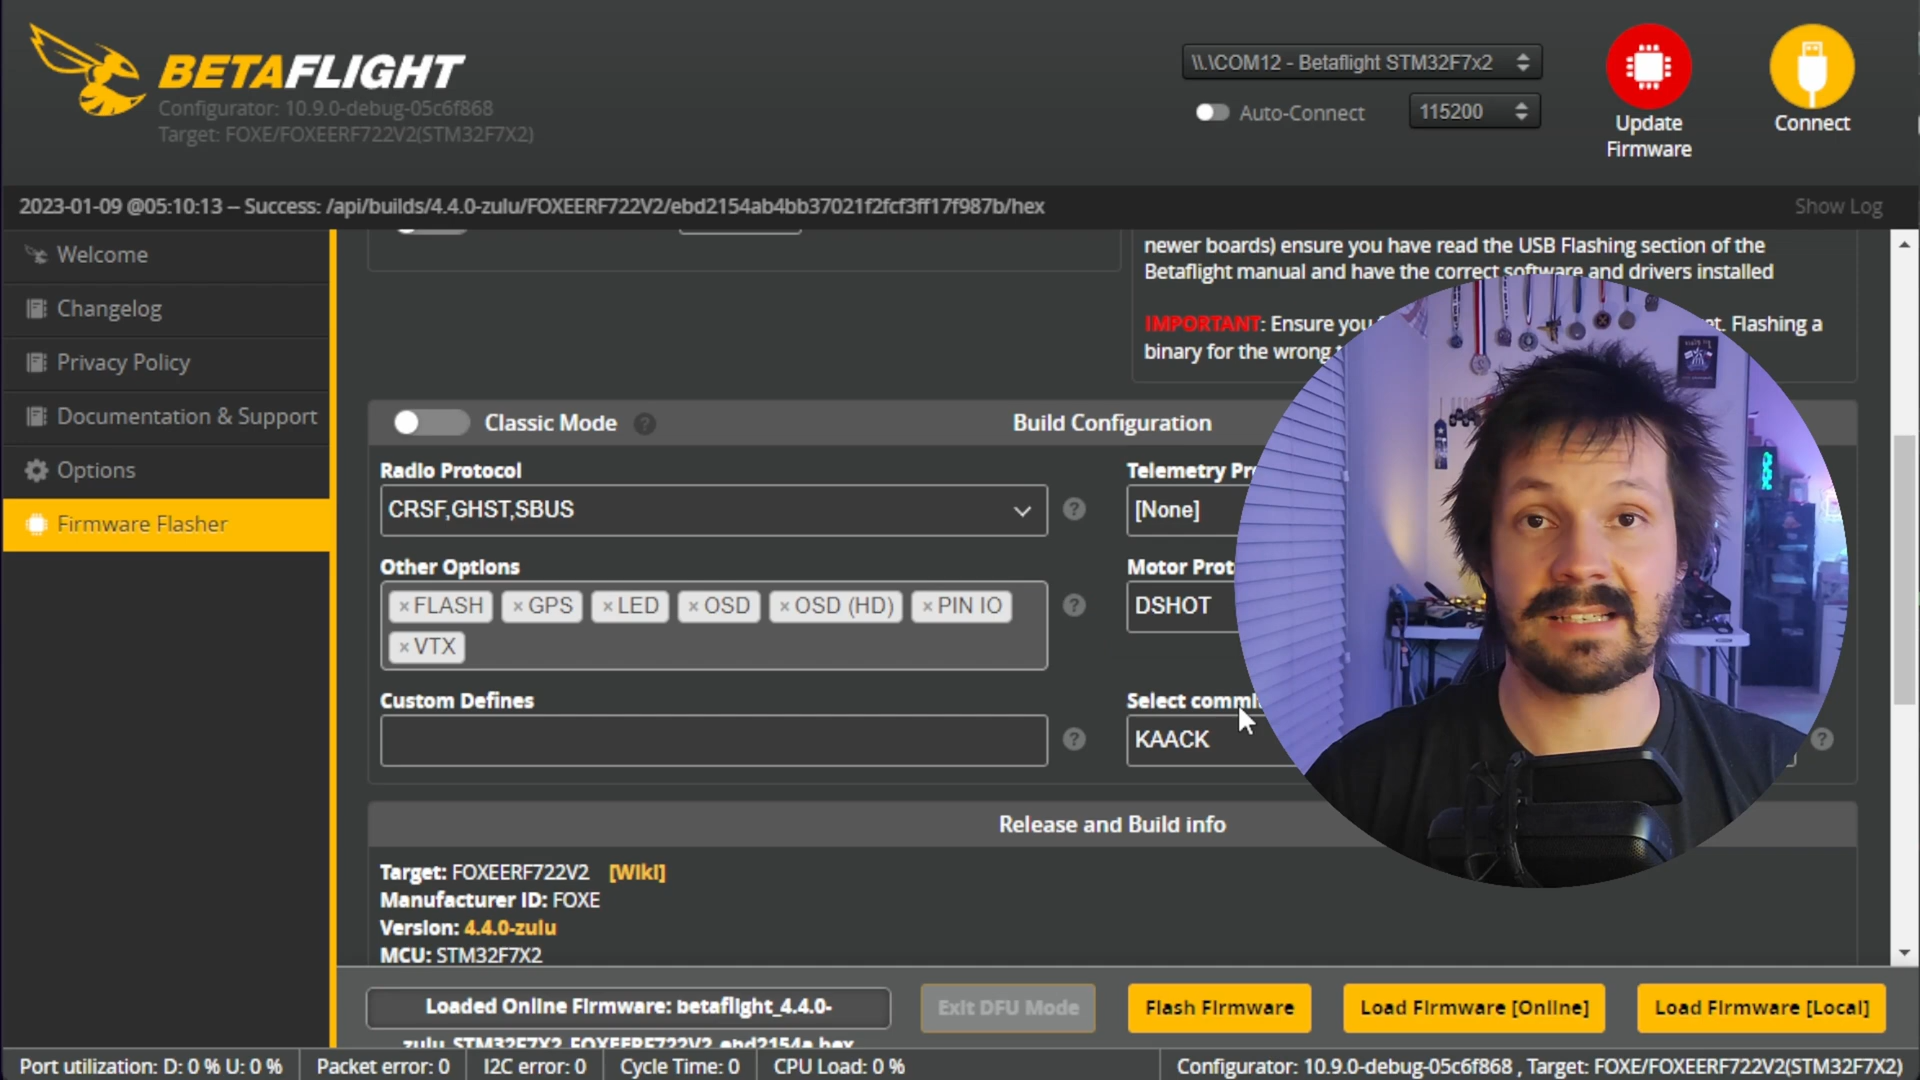 BETAFLIGHT
Configurator: 10.9.0-debug-05c6f868
Target: FOXE/FOXEERF722V2(STM32F7X2)
\\.\COM12 - Betaflight STM32F7x2
Auto-Connect
115200
Update
Firmware
Connect
2023-01-09 @05:10:13 -- Success: /api/builds/4.4.0-zulu/FOXEERF722V2/ebd2154ab4bb37021f2fcf3ff17f987b/hex
Show Log
Welcome
Changelog
Privacy Policy
Documentation & Support
Options
Firmware Flasher
newer boards) ensure you have read the USB Flashing section of the
Betaflight manual and have the correct software and drivers installed
IMPORTANT: Ensure you
. Flashing a
binary for the wrong
Classic Mode ?
Build Configuration
Radio Protocol
CRSF,GHST,SBUS
?
Telemetry
[None]
Other Options
×FLASH ×GPS ×LED ×OSD ×OSD (HD) ×PIN IO
×VTX
?
Motor
DSHOT
Custom Defines
?
Select
KAACK
?
Release and Build info
Target: FOXEERF722V2 [Wiki]
Manufacturer ID: FOXE
Version: 4.4.0-zulu
MCU: STM32F7X2
Loaded Online Firmware: betaflight_4.4.0-
zulu_STM32F7X2_FOXEERF722V2_ebd2154a.hex
Exit DFU Mode
Flash Firmware
Load Firmware [Online]
Load Firmware [Local]
Port utilization: D: 0 % U: 0 %
Packet error: 0
I2C error: 0
Cycle Time: 0
CPU Load: 0 %
Configurator: 10.9.0-debug-05c6f868 , Target: FOXE/FOXEERF722V2(STM32F7X2)